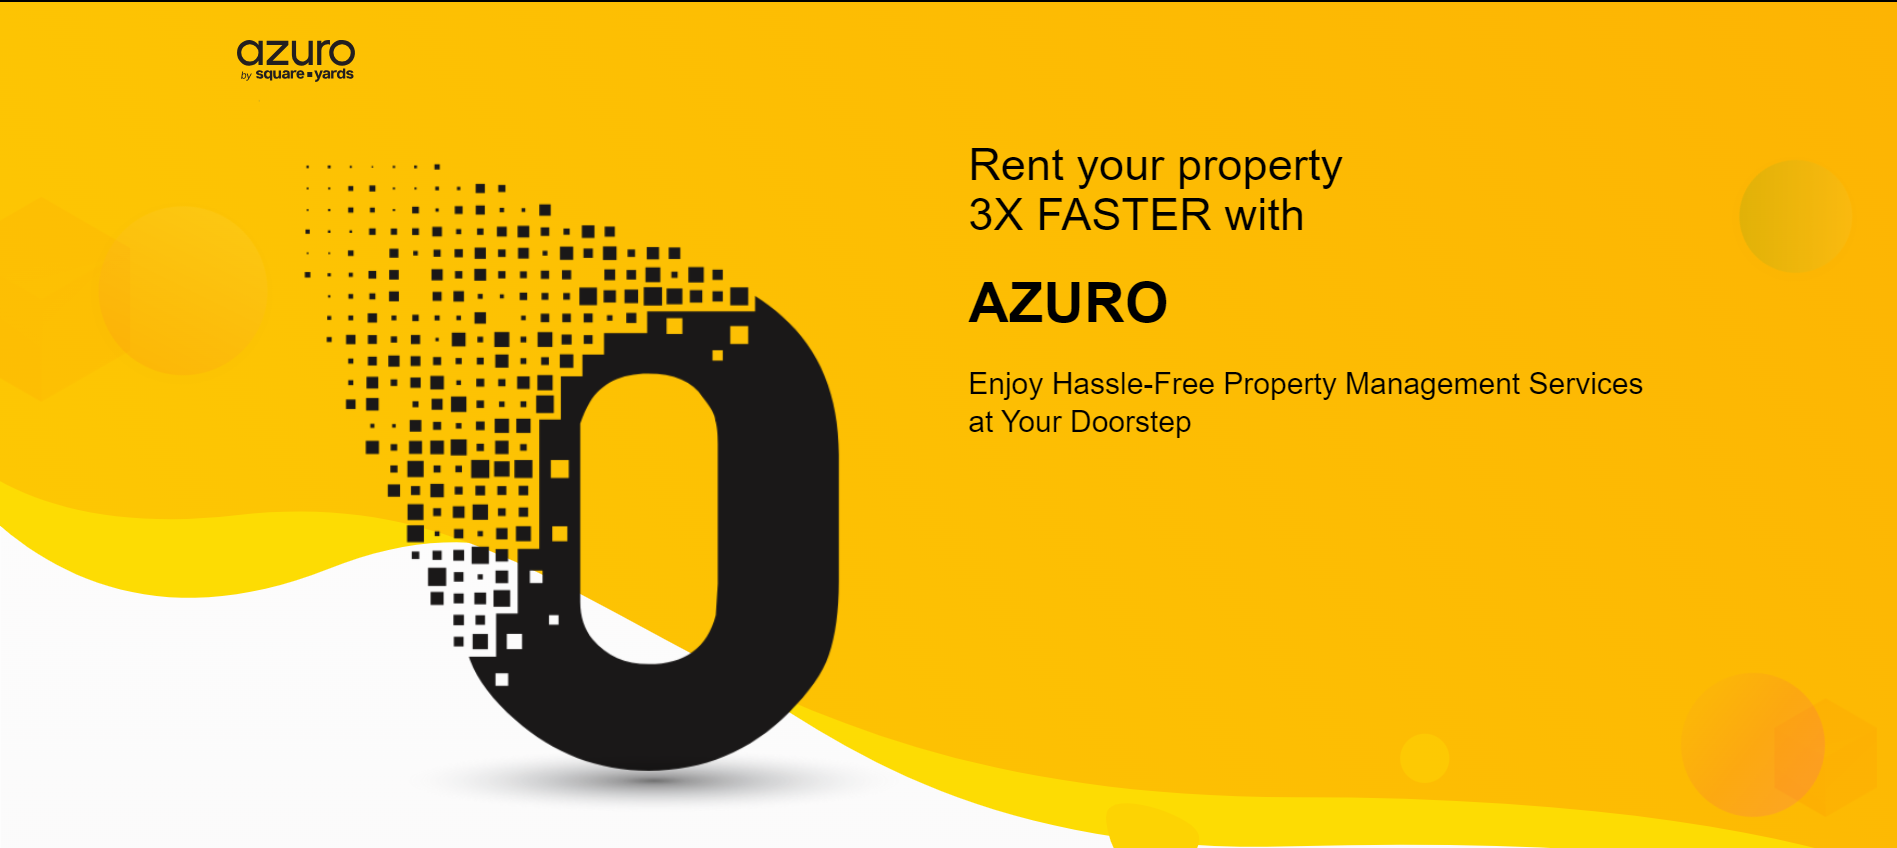 azuro
by square yards
Rent your property
3X FASTER with
AZURO
Enjoy Hassle-Free Property Management Services
at Your Doorstep
0